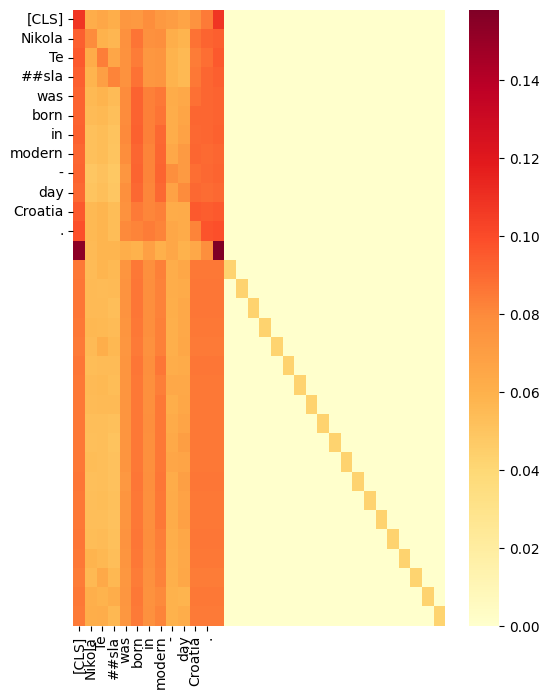 [CLS]
Nikola
Te
##sla
was
born
in
modern
-
day
Croatia
.
[CLS]
Nikola
Te
##sla
was
born
in
modern
-
day
Croatia
.
0.14
0.12
0.10
0.08
0.06
0.04
0.02
0.00